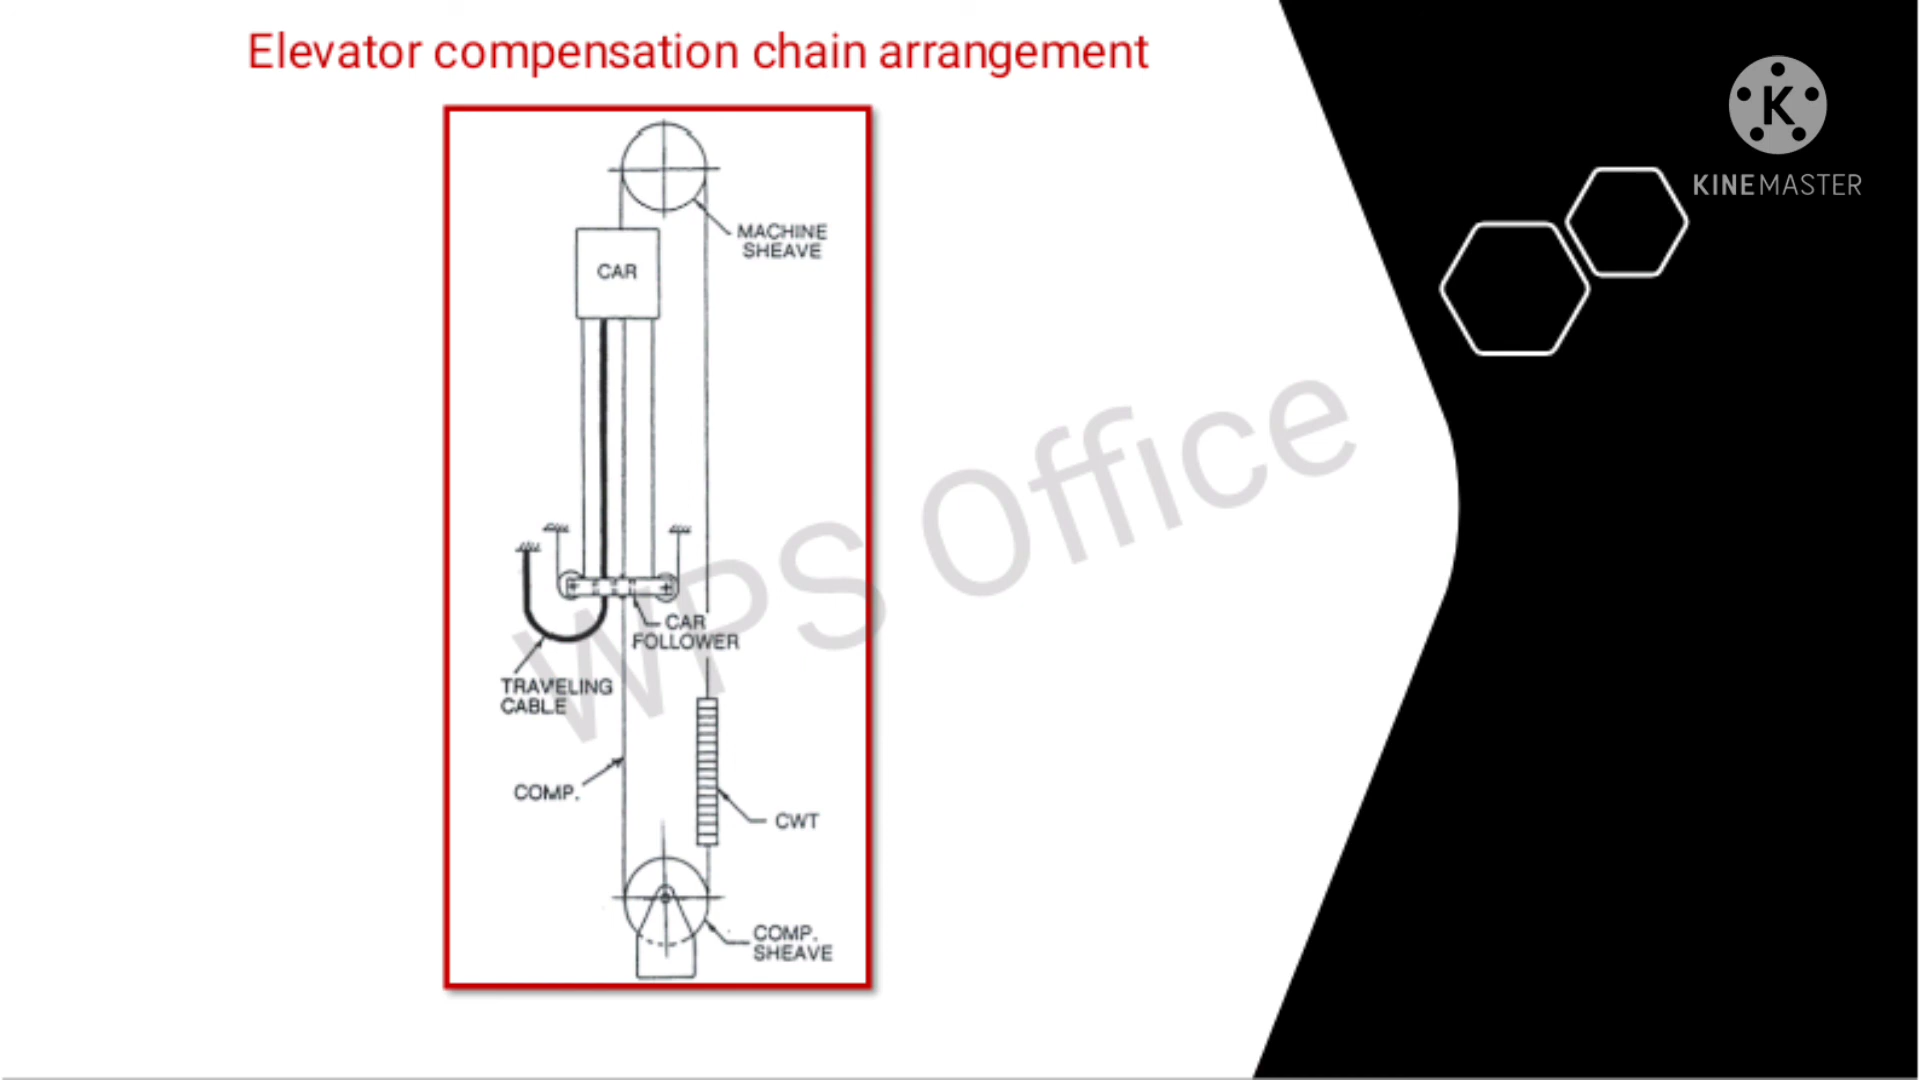 Elevator compensation chain arrangement
K
KINEMASTER
MACHINE
SHEAVE
CAR
CAR
FOLLOWER
TRAVELING
CABLE
COMP.
CWT
COMP.
SHEAVE
WPS Office